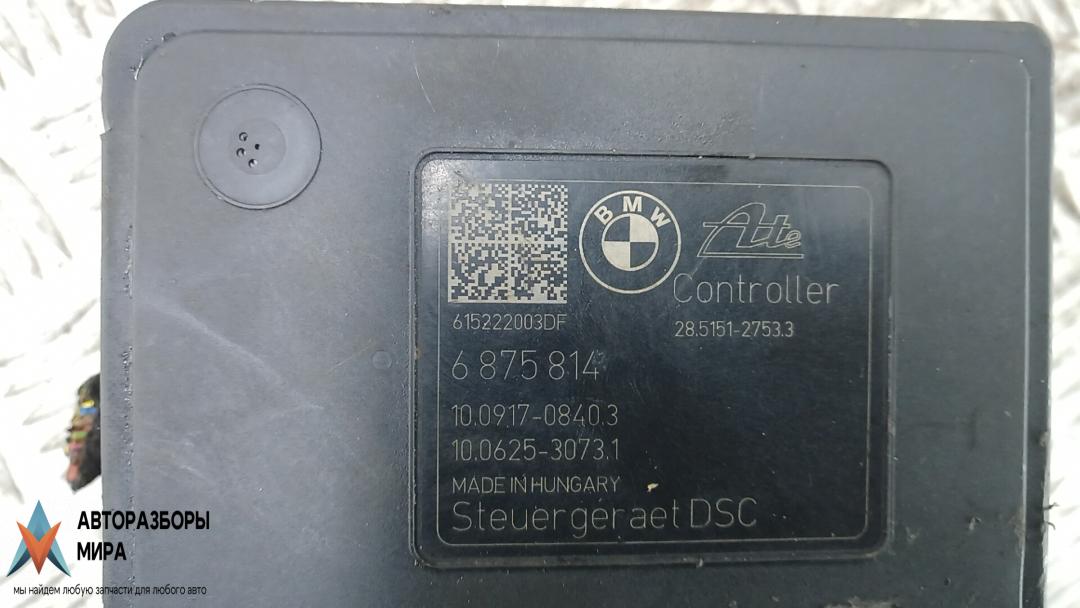 BMW
Ate
Controller
615222003DF
28.5151-2753.3
6 875 814
10.0917-0840.3
10.0625-3073.1
MADE IN HUNGARY
Steuergeraet DSC
АВТОРАЗБОРЫ
МИРА
мы найдем любую запчасти для любого авто